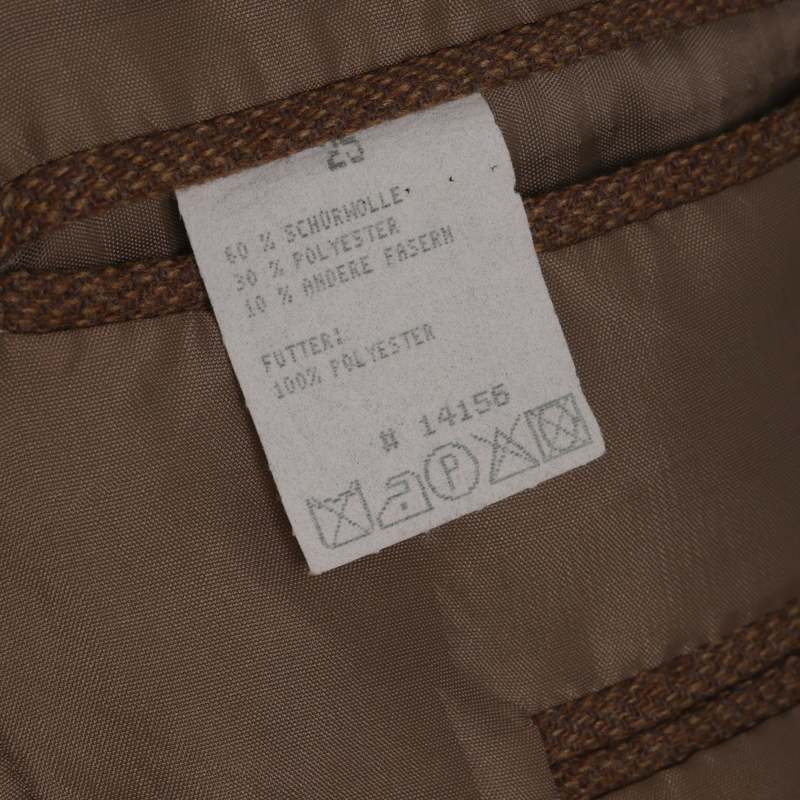 25
60 % SCHURWOLLE
30 % POLYESTER
10 % ANDERE FASERN
FUTTER:
100% POLYESTER
# 14156
P